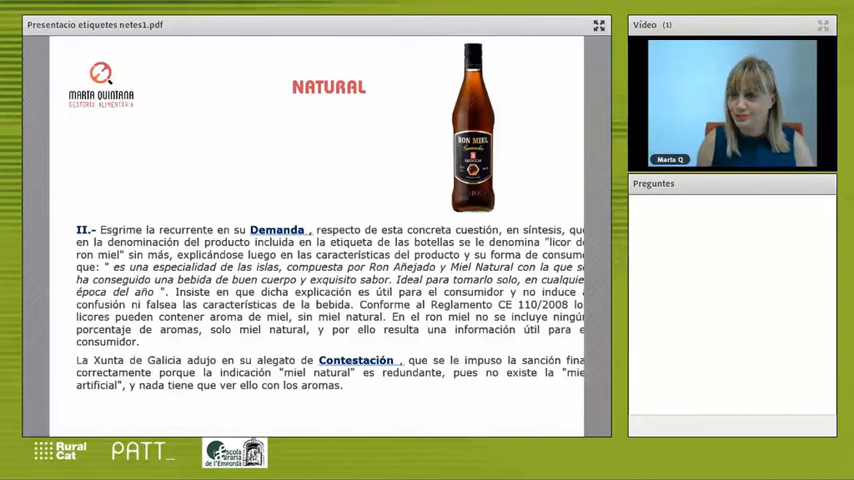 Presentacio etiquetes netes1.pdf
Vídeo (1)
MARTA QUINTANA
GESTORIA ALIMENTÀRIA
NATURAL
RON MIEL
Marta Q
Preguntes
II.- Esgrime la recurrente en su Demanda , respecto de esta concreta cuestión, en síntesis, que
en la denominación del producto incluida en la etiqueta de las botellas se le denomina "licor de
ron miel" sin más, explicándose luego en las características del producto y su forma de consumo
que: " es una especialidad de las islas, compuesta por Ron Añejado y Miel Natural con la que se
ha conseguido una bebida de buen cuerpo y exquisito sabor. Ideal para tomarlo solo, en cualquier
época del año ". Insiste en que dicha explicación es útil para el consumidor y no induce a
confusión ni falsea las características de la bebida. Conforme al Reglamento CE 110/2008 lo
licores pueden contener aroma de miel, sin miel natural. En el ron miel no se incluye ningún
porcentaje de aromas, solo miel natural, y por ello resulta una información útil para e
consumidor.
La Xunta de Galicia adujo en su alegato de Contestación , que se le impuso la sanción fina
correctamente porque la indicación "miel natural" es redundante, pues no existe la "mie
artificial", y nada tiene que ver ello con los aromas.
Rural
Cat
PATT_
escola
agrària
de l'Empordà